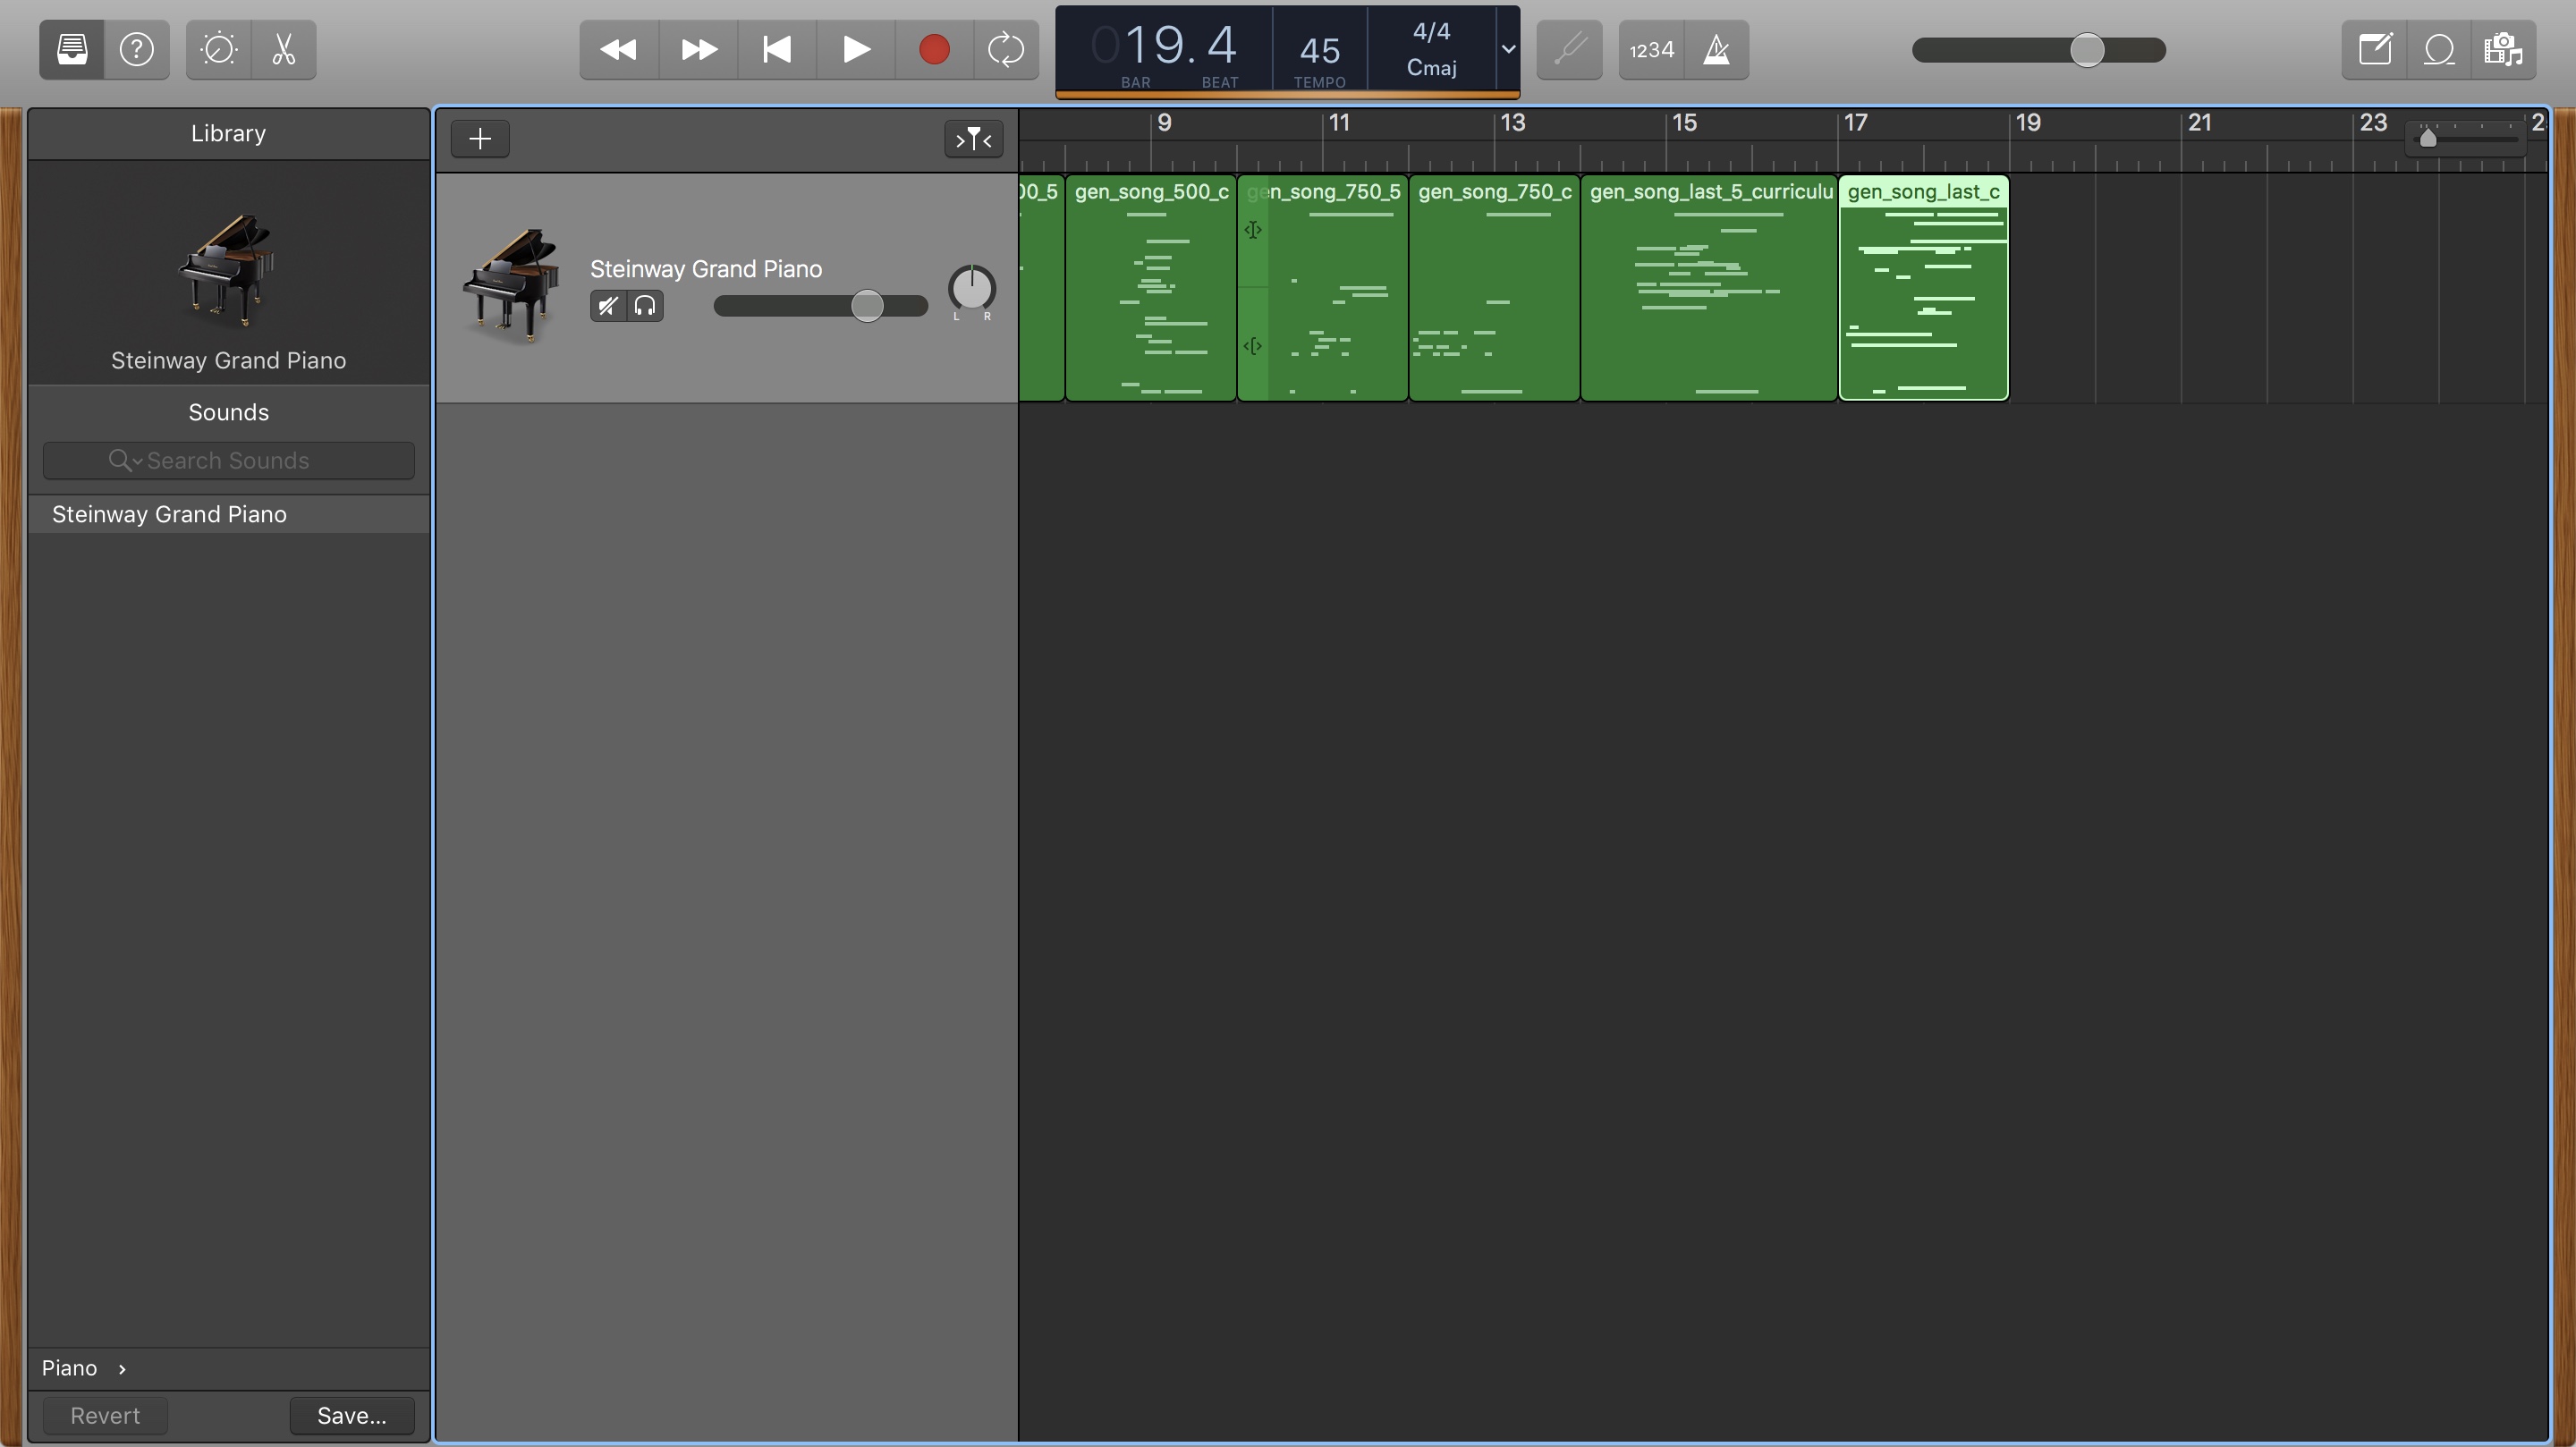 1234
019.4
BAR
BEAT
45
TEMPO
4/4
Cmaj
Library
Steinway Grand Piano
Sounds
Search Sounds
Steinway Grand Piano
Piano
Revert
Save...
Steinway Grand Piano
L R
9 11 13 15 17 19 21 23 2
00_5
gen_song_500_c
gen_song_750_5
gen_song_750_c
gen_song_last_5_curriculu
gen_song_last_c